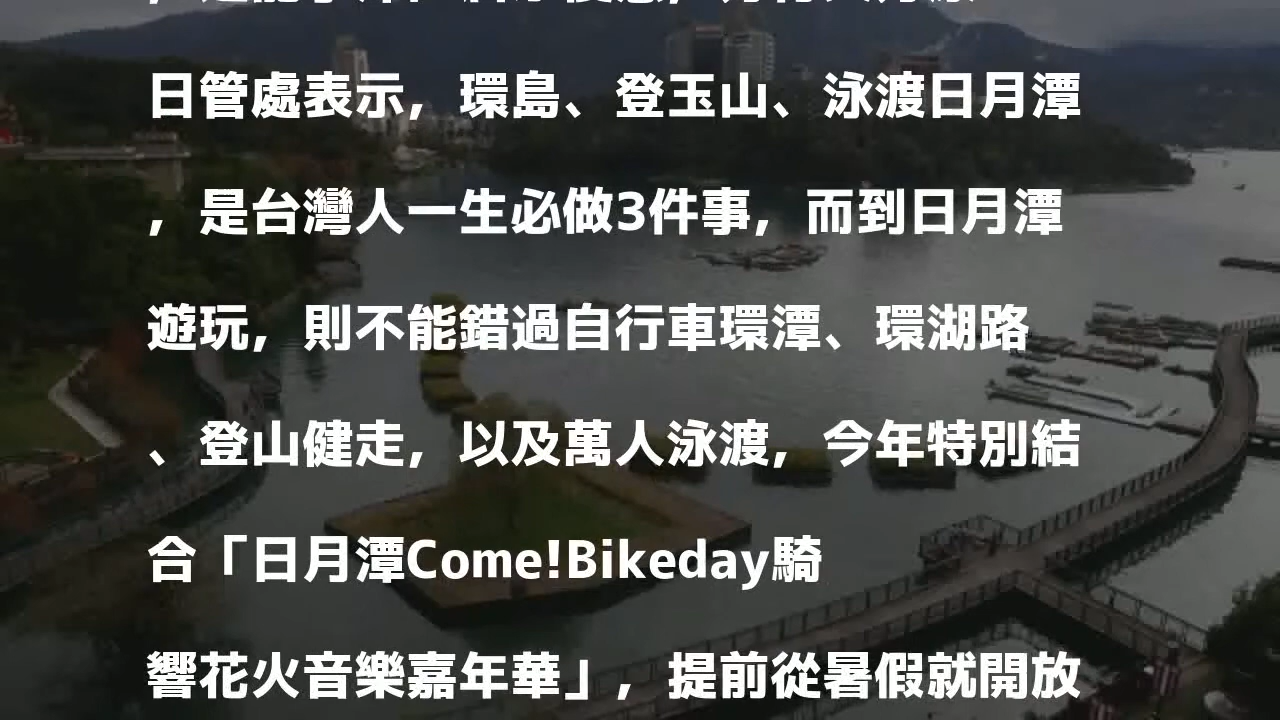 日管處表示，環島、登玉山、泳渡日月潭
，是台灣人一生必做3件事，而到日月潭
遊玩，則不能錯過自行車環潭、環湖路
、登山健走，以及萬人泳渡，今年特別結
合「日月潭Come!Bikeday騎
響花火音樂嘉年華」，提前從暑假就開放